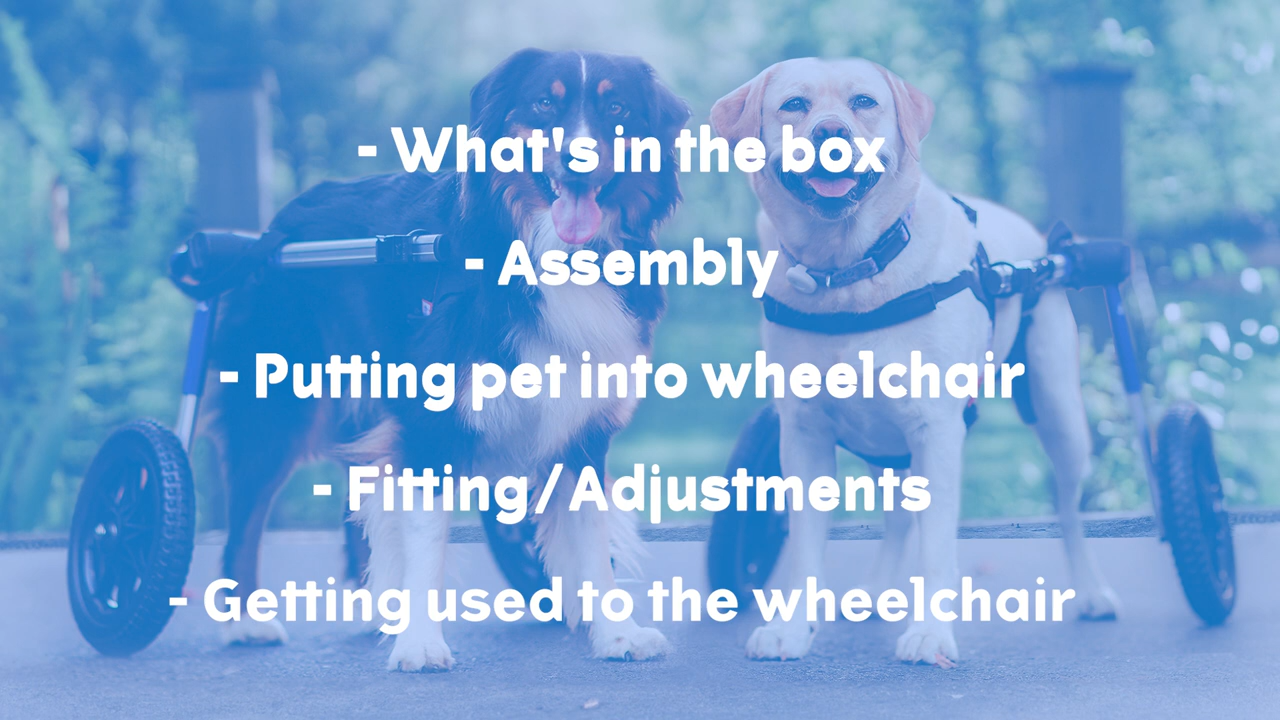 - What's in the box
- Assembly
- Putting pet into wheelchair
- Fitting/Adjustments
- Getting used to the wheelchair